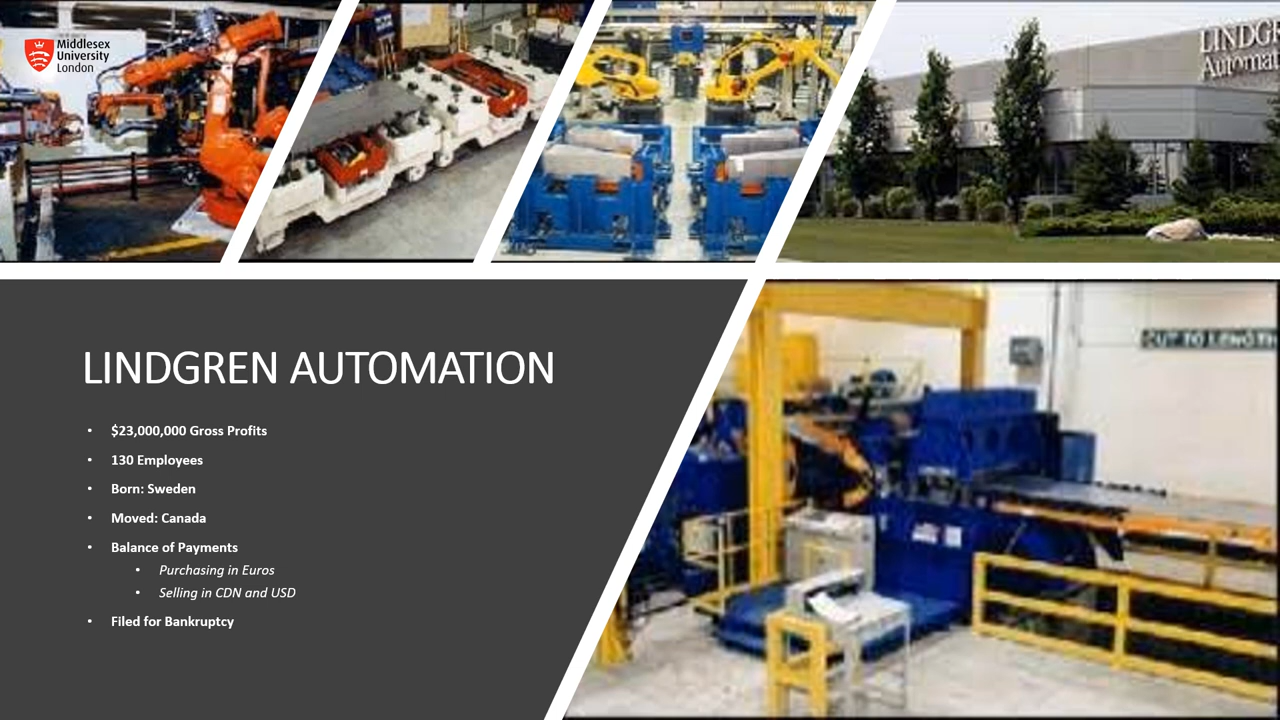 Middlesex
University
London
LINDGR
Automat
CUT TO LENGTH
LINDGREN AUTOMATION
• $23,000,000 Gross Profits
• 130 Employees
• Born: Sweden
• Moved: Canada
• Balance of Payments
• Purchasing in Euros
• Selling in CDN and USD
• Filed for Bankruptcy